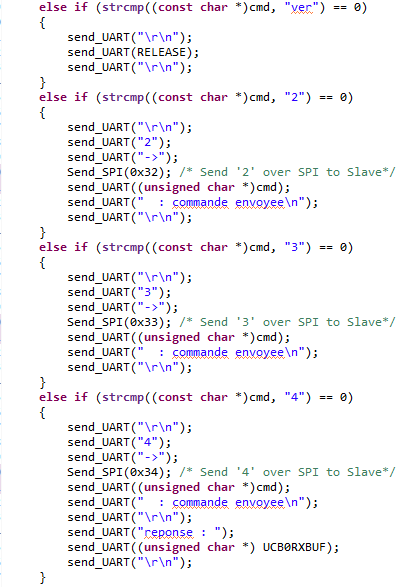 else if (strcmp((const char *)cmd, "ver") == 0)
{
send_UART("\r\n");
send_UART(RELEASE);
send_UART("\r\n");
}
else if (strcmp((const char *)cmd, "2") == 0)
{
send_UART("\r\n");
send_UART("2");
send_UART("->");
Send_SPI(0x32); /* Send '2' over SPI to Slave*/
send_UART((unsigned char *)cmd);
send_UART("  : commande envoyee\n");
send_UART("\r\n");
}
else if (strcmp((const char *)cmd, "3") == 0)
{
send_UART("\r\n");
send_UART("3");
send_UART("->");
Send_SPI(0x33); /* Send '3' over SPI to Slave*/
send_UART((unsigned char *)cmd);
send_UART("  : commande envoyee\n");
send_UART("\r\n");
}
else if (strcmp((const char *)cmd, "4") == 0)
{
send_UART("\r\n");
send_UART("4");
send_UART("->");
Send_SPI(0x34); /* Send '4' over SPI to Slave*/
send_UART((unsigned char *)cmd);
send_UART("  : commande envoyee\n");
send_UART("\r\n");
send_UART("reponse : ");
send_UART((unsigned char *) UCB0RXBUF);
send_UART("\r\n");
}